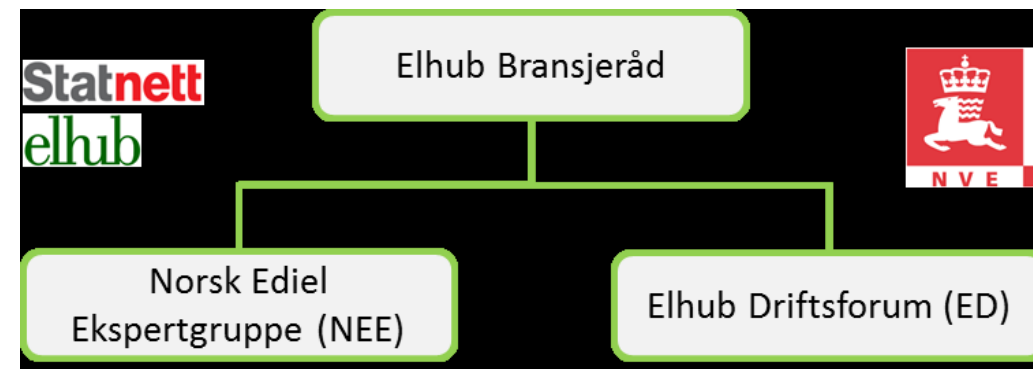 Elhub Bransjeråd
Statnett
elhub
NVE
Norsk Ediel
Ekspertgruppe (NEE)
Elhub Driftsforum (ED)